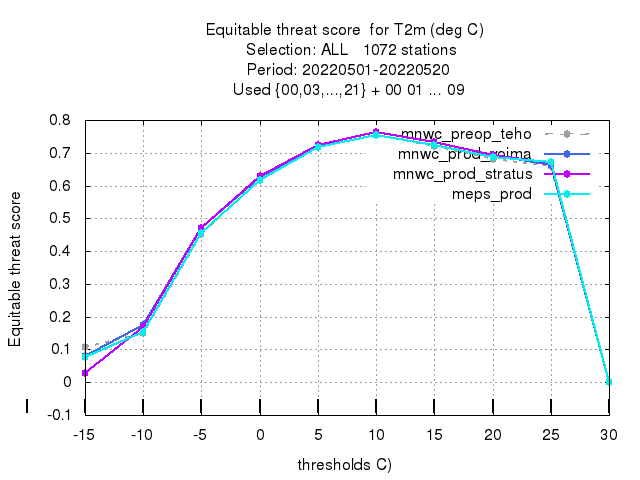 Equitable threat score  for T2m (deg C)
Selection: ALL   1072 stations
Period: 20220501-20220520
Used {00,03,...,21} + 00 01 ... 09
Equitable threat score
0.8
0.7
0.6
0.5
0.4
0.3
0.2
0.1
0
-0.1
mnwc_preop_teho
mnwc_prod_voima
mnwc_prod_stratus
meps_prod
-15 -10 -5 0 5 10 15 20 25 30
thresholds C)